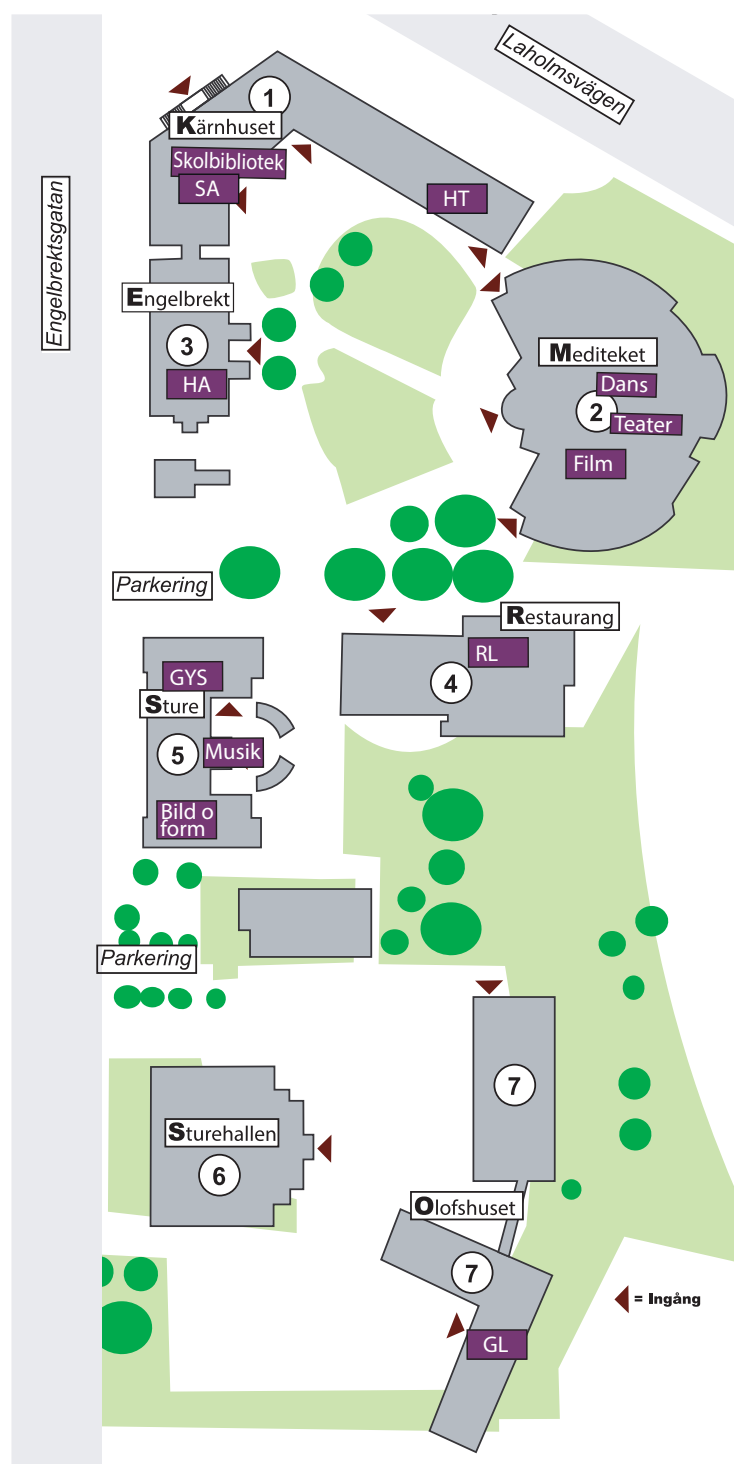 Laholmsvägen
Engelbrektsgatan
1
Kärnhuset
Skolbibliotek
SA
HT
Engelbrekt
3
HA
Mediteket
Dans
2
Teater
Film
Parkering
Restaurang
RL
4
GYS
Sture
5
Musik
Bild o
form
Parkering
7
Sturehallen
6
Olofshuset
7
= Ingång
GL